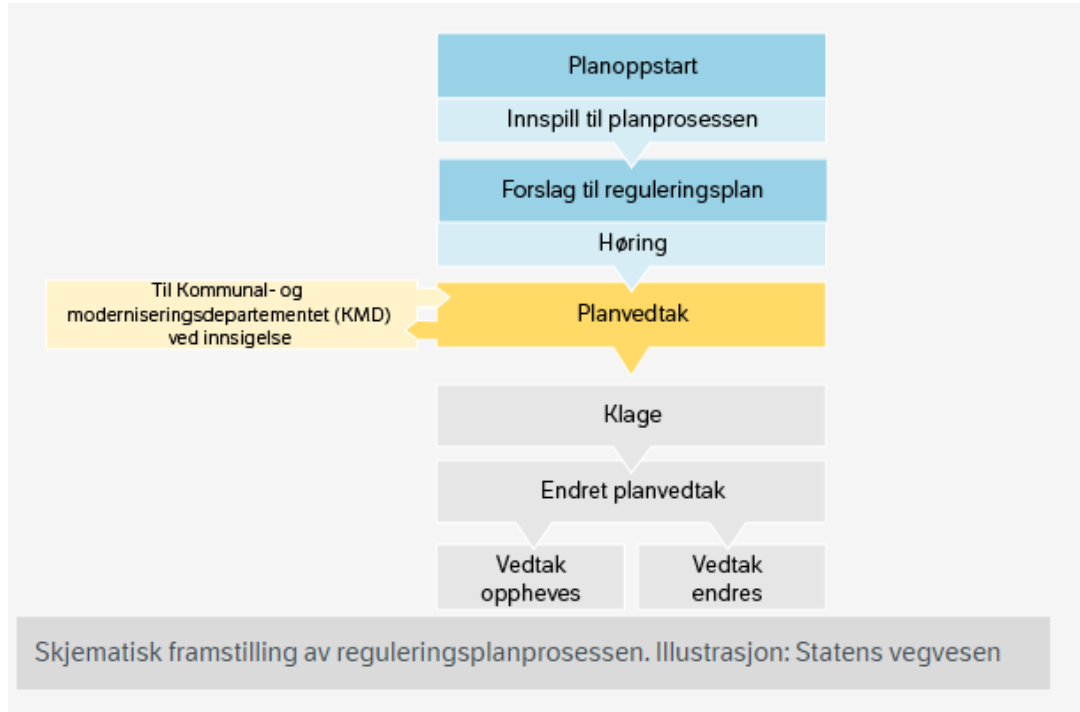 Planoppstart
Innspill til planprosessen
Forslag til reguleringsplan
Høring
Til Kommunal- og
moderniseringsdepartementet (KMD)
ved innsigelse
Planvedtak
Klage
Endret planvedtak
Vedtak
oppheves
Vedtak
endres
Skjematisk framstilling av reguleringsplanprosessen. Illustrasjon: Statens vegvesen